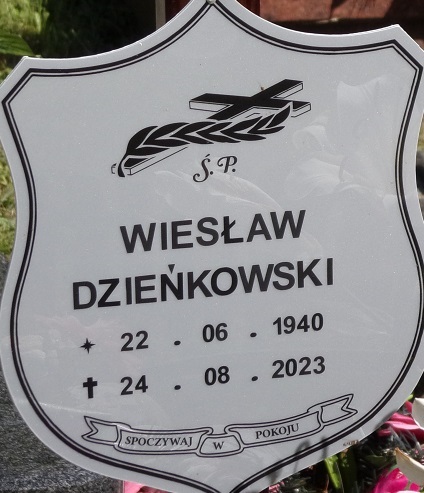 Ś.P.
WIESŁAW
DZIEŃKOWSKI
22 . 06 . 1940
✝ 24 . 08 . 2023
SPOCZYWAJ W POKOJU